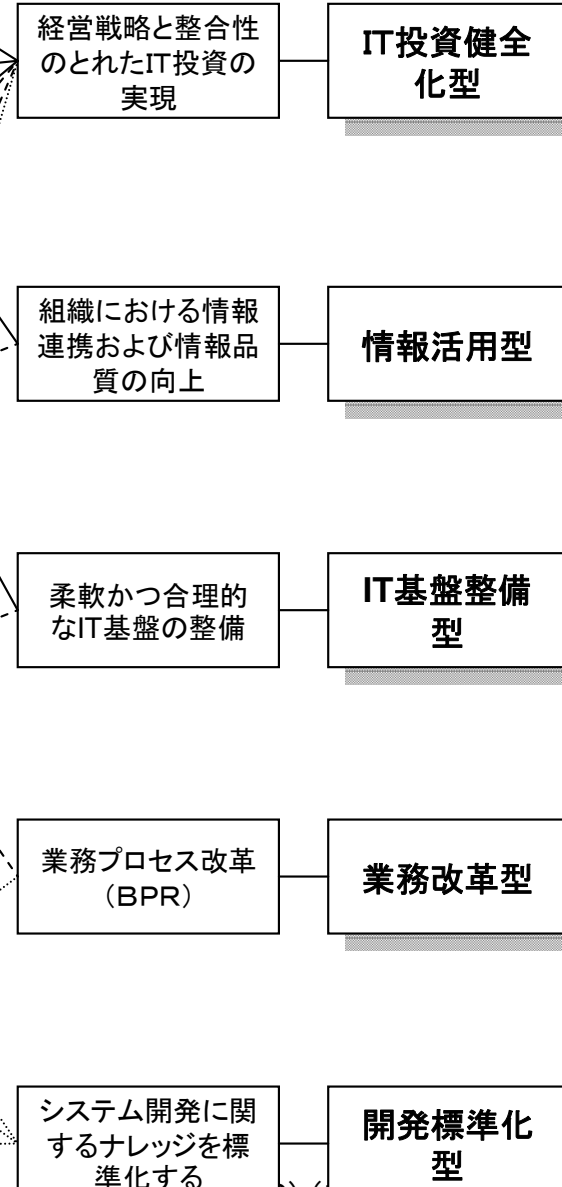 経営戦略と整合性
のとれたIT投資の
実現
IT投資健全
化型
組織における情報
連携および情報品
質の向上
情報活用型
柔軟かつ合理的
なIT基盤の整備
IT基盤整備
型
業務プロセス改革
（BPR）
業務改革型
システム開発に関
するナレッジを標
準化する
開発標準化
型